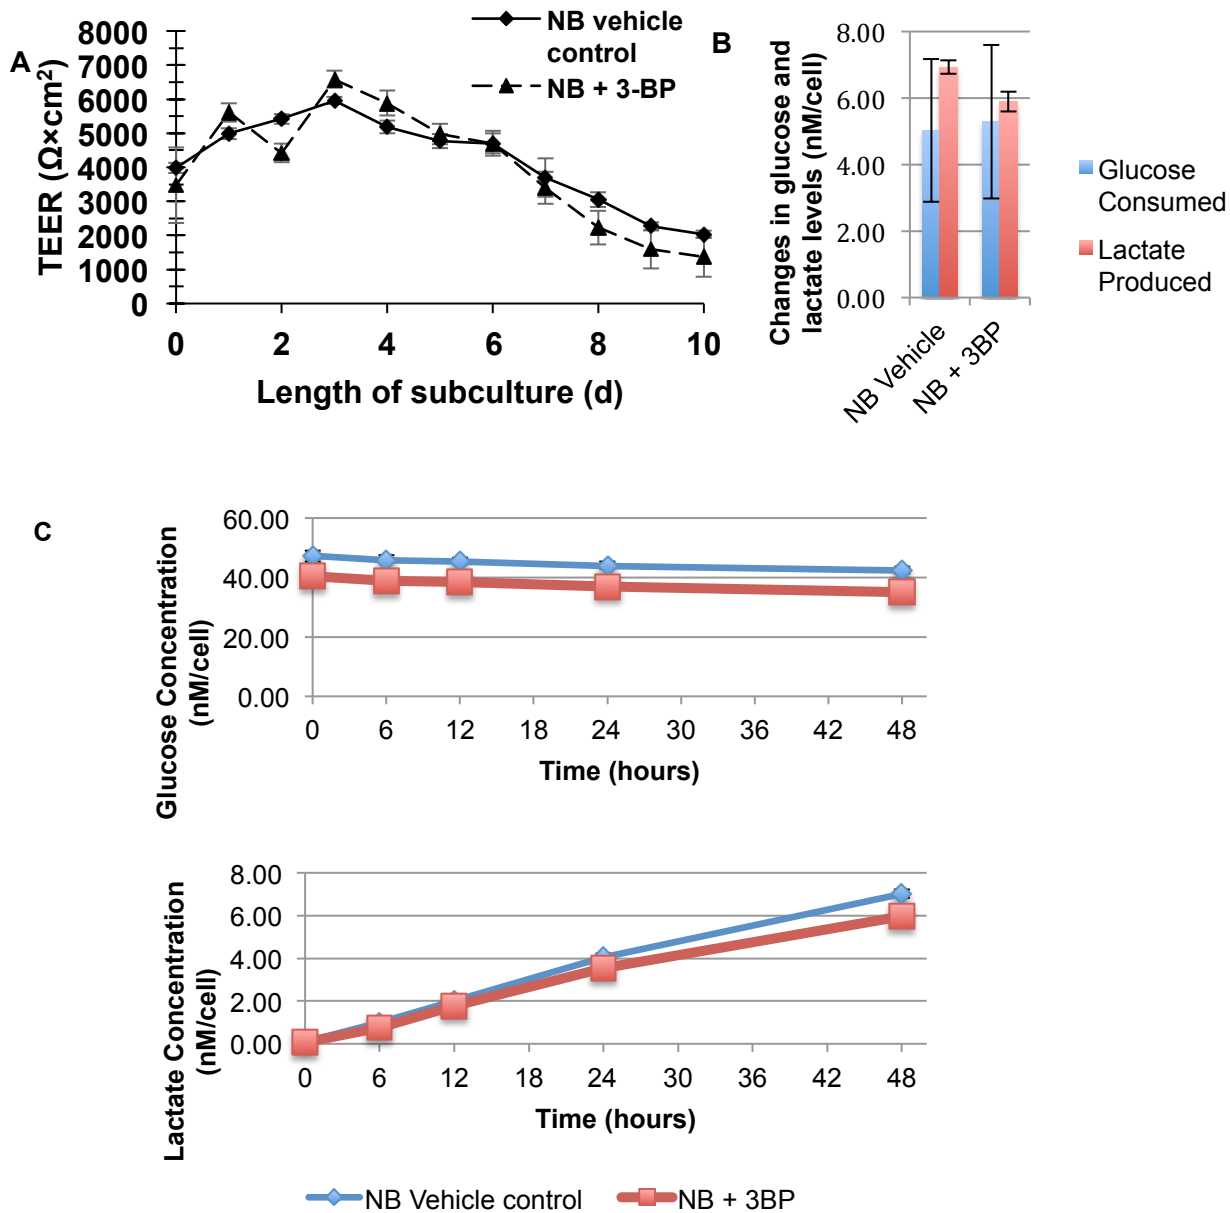 A
8000
7000
6000
5000
4000
3000
2000
1000
0
TEER (Ω×cm²)
0 2 4 6 8 10
Length of subculture (d)
NB vehicle
control
NB + 3-BP
B
8.00
6.00
4.00
2.00
0.00
Changes in glucose and
lactate levels (nM/cell)
NB Vehicle
NB + 3BP
Glucose
Consumed
Lactate
Produced
C
60.00
40.00
20.00
0.00
Glucose Concentration
(nM/cell)
0 6 12 18 24 30 36 42 48
Time (hours)
8.00
6.00
4.00
2.00
0.00
Lactate Concentration
(nM/cell)
0 6 12 18 24 30 36 42 48
Time (hours)
NB Vehicle control NB + 3BP